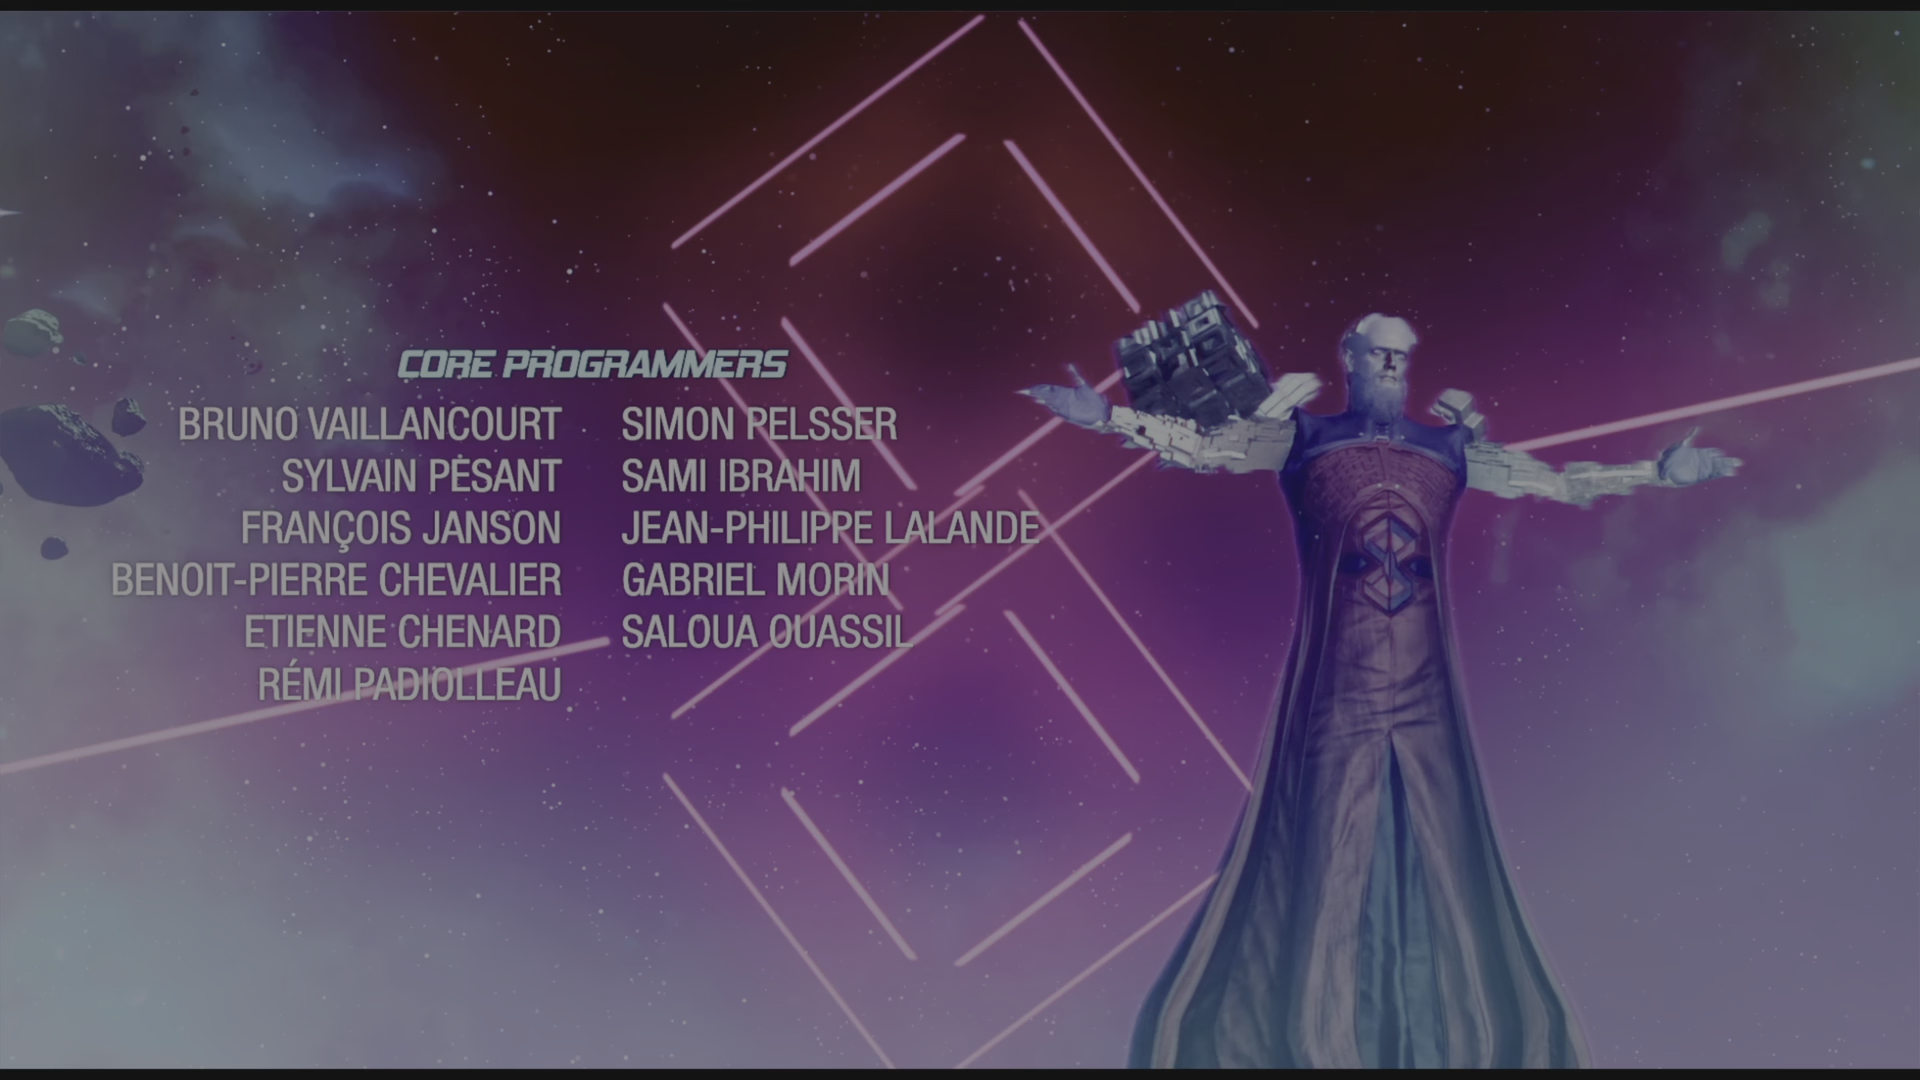 CORE PROGRAMMERS
BRUNO VAILLANCOURT SIMON PELSSER
SYLVAIN PESANT SAMI IBRAHIM
FRANÇOIS JANSON JEAN-PHILIPPE LALANDE
BENOIT-PIERRE CHEVALIER GABRIEL MORIN
ETIENNE CHENARD SALOUA OUASSIL
RÉMI PADIOLLEAU